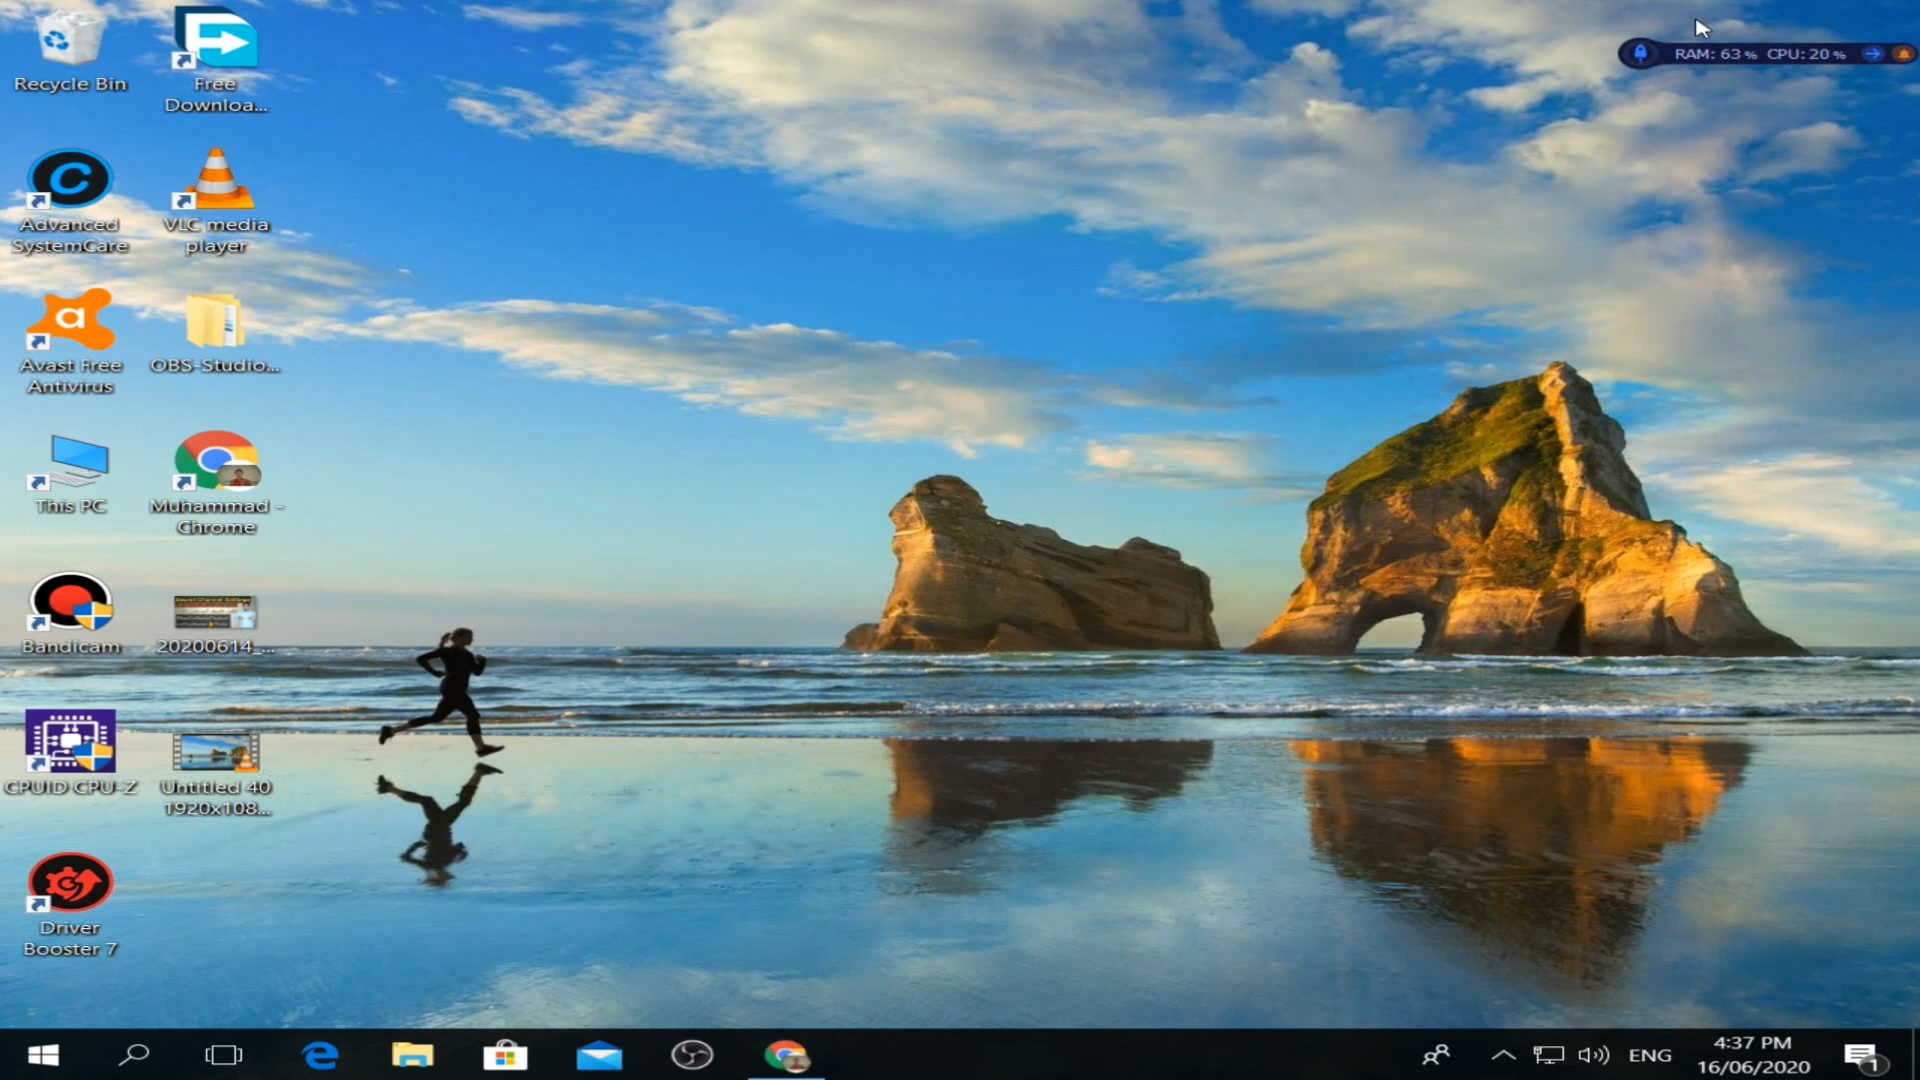 Recycle Bin
Free
Downloa...
RAM: 63 % CPU: 20 %
Advanced
SystemCare
VLC media
player
a
Avast Free
Antivirus
OBS-Studio...
This PC
Muhammad -
Chrome
Bandicam
20200614_...
CPUID CPU-Z
Untitled 40
1920x108...
Driver
Booster 7
ENG
4:37 PM
16/06/2020
1